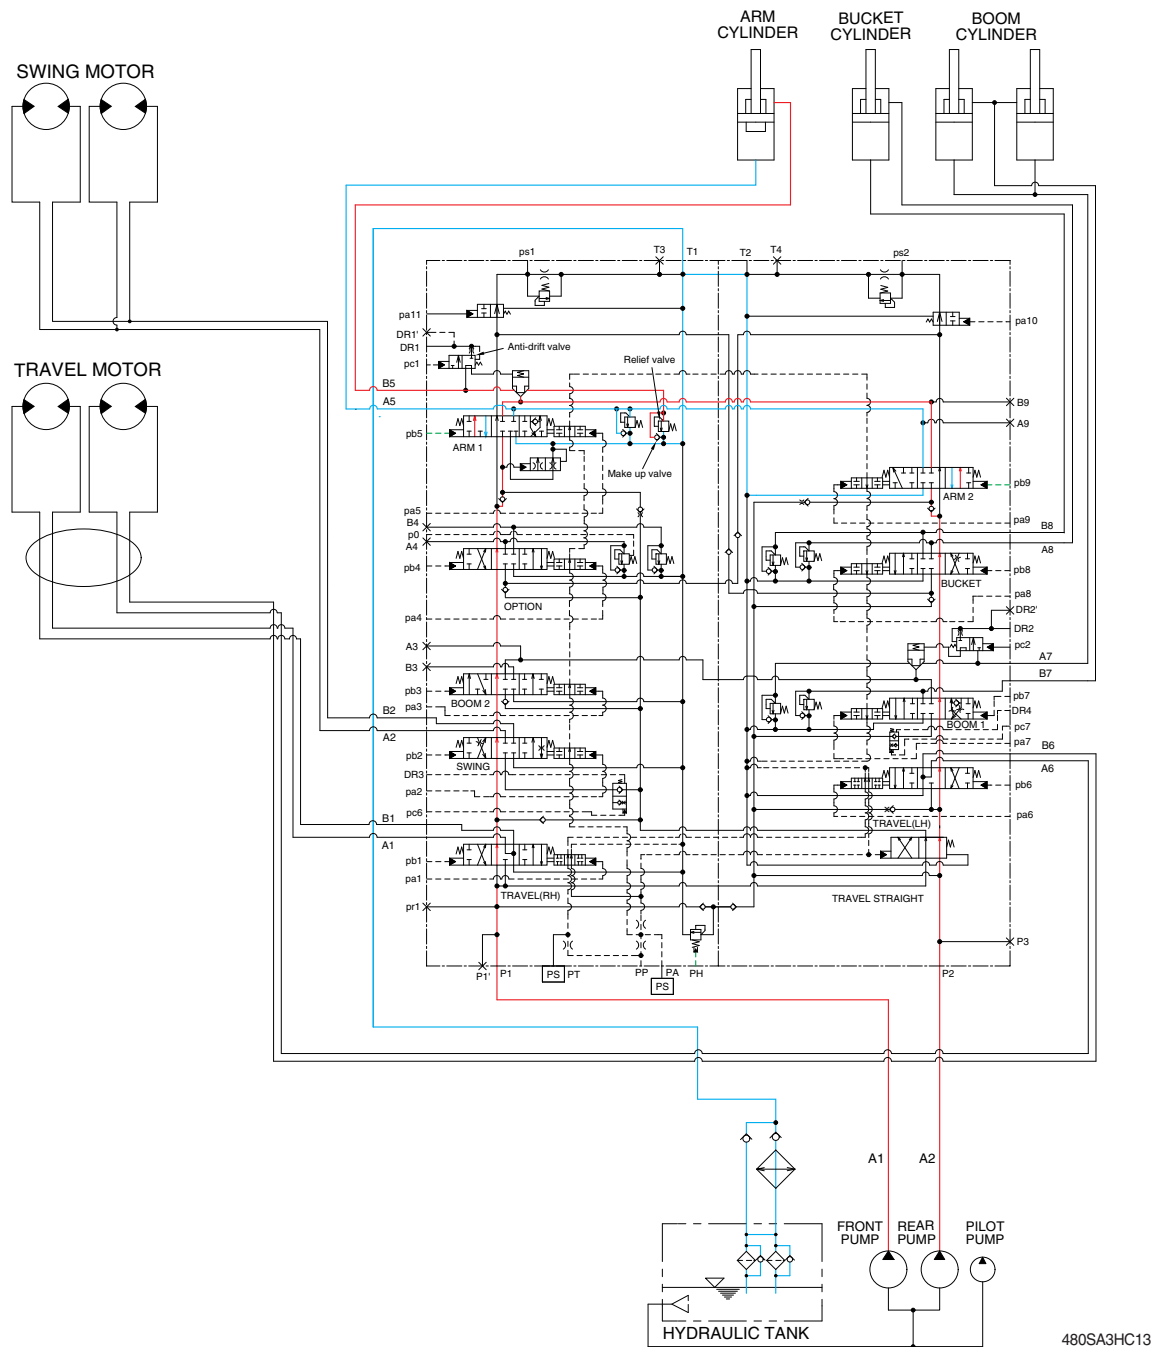 ARM
CYLINDER
BUCKET
CYLINDER
BOOM
CYLINDER
SWING MOTOR
TRAVEL MOTOR
ps1
T3
T1
T2
T4
ps2
pa11
pa10
DR1'
DR1
Anti-drift valve
pc1
Relief valve
B5
A5
B9
A9
pb5
ARM 1
Make up valve
ARM 2
pb9
pa5
pa9
B4
p0
A4
B8
A8
pb4
OPTION
BUCKET
pb8
pa8
pa4
DR2'
DR2
A3
pc2
B3
A7
B7
pb3
BOOM 2
pa3
pb7
BOOM 1
DR4
B2
pc7
A2
pa7
B6
pb2
SWING
A6
DR3
pb6
pa2
pc6
pa6
B1
TRAVEL(LH)
A1
pb1
pa1
TRAVEL(RH)
TRAVEL STRAIGHT
pr1
P3
P1'
P1
PS
PT
PP
PA
PH
P2
PS
A1
A2
FRONT
PUMP
REAR
PUMP
PILOT
PUMP
HYDRAULIC TANK
480SA3HC13